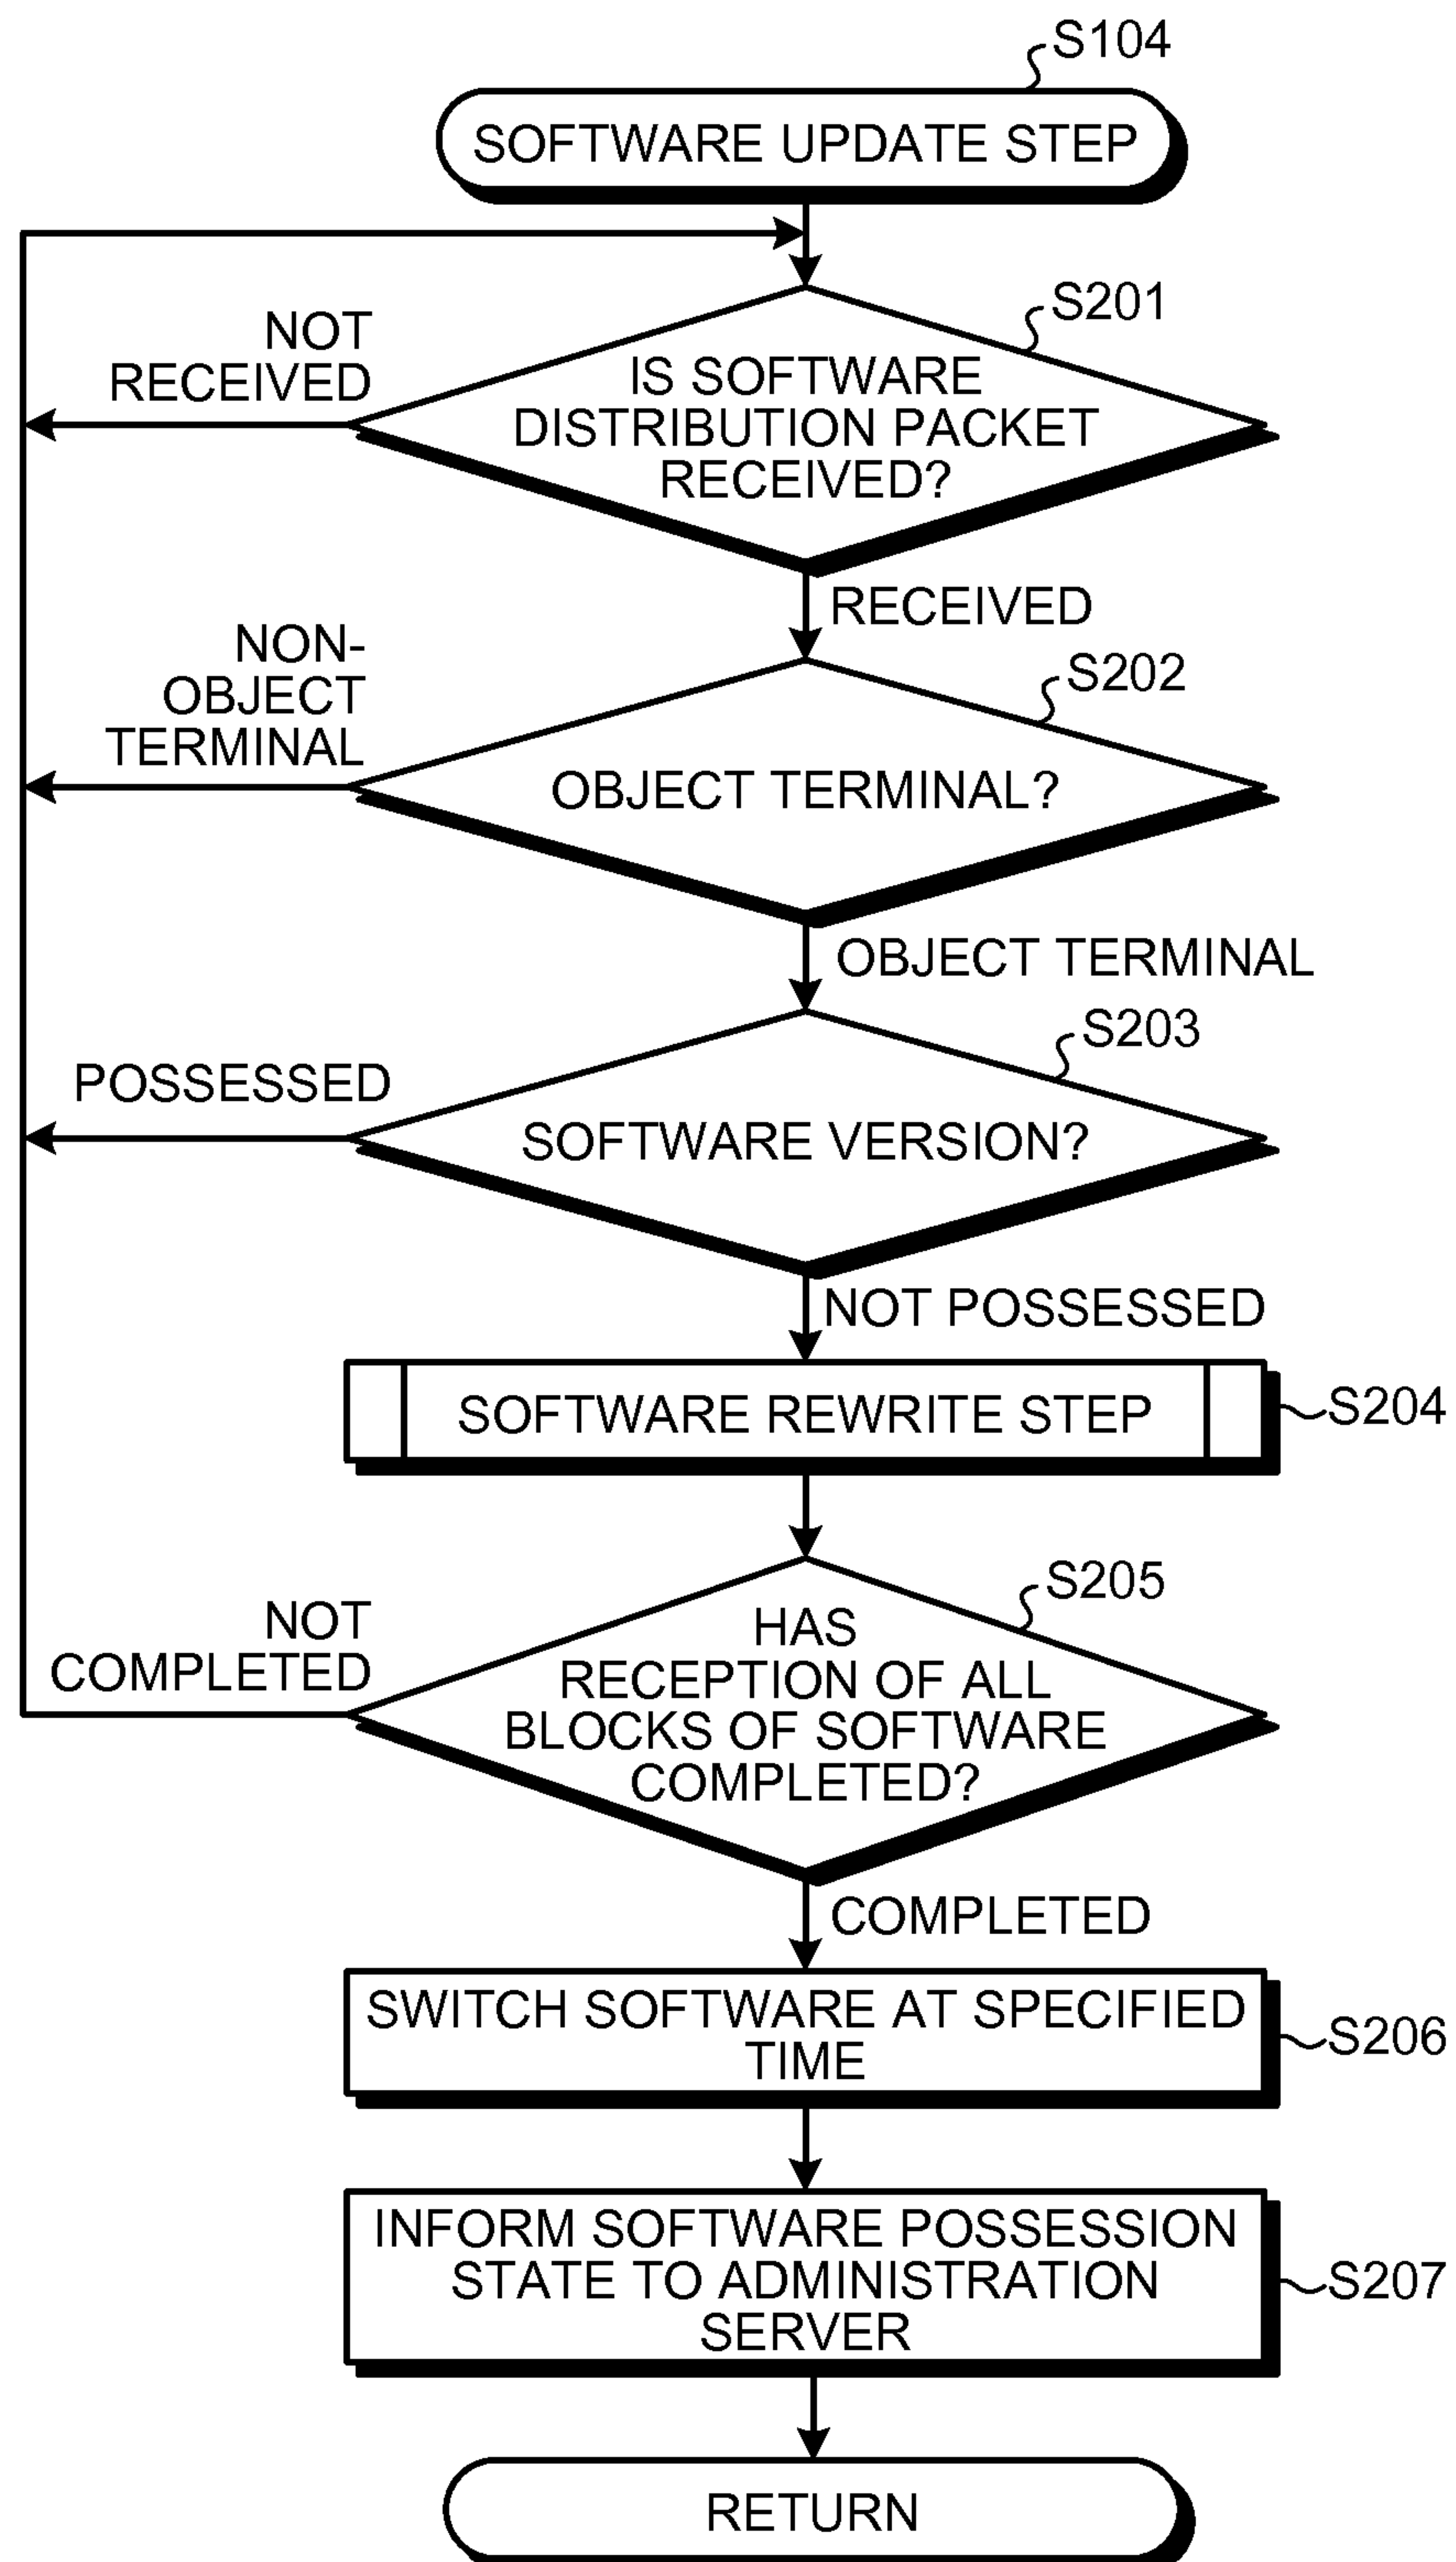 S104
SOFTWARE UPDATE STEP
S201
NOT
RECEIVED
IS SOFTWARE
DISTRIBUTION PACKET
RECEIVED?
RECEIVED
S202
NON-
OBJECT
TERMINAL
OBJECT TERMINAL?
OBJECT TERMINAL
S203
POSSESSED
SOFTWARE VERSION?
NOT POSSESSED
SOFTWARE REWRITE STEP
S204
S205
NOT
COMPLETED
HAS
RECEPTION OF ALL
BLOCKS OF SOFTWARE
COMPLETED?
COMPLETED
SWITCH SOFTWARE AT SPECIFIED
TIME
S206
INFORM SOFTWARE POSSESSION
STATE TO ADMINISTRATION
SERVER
S207
RETURN